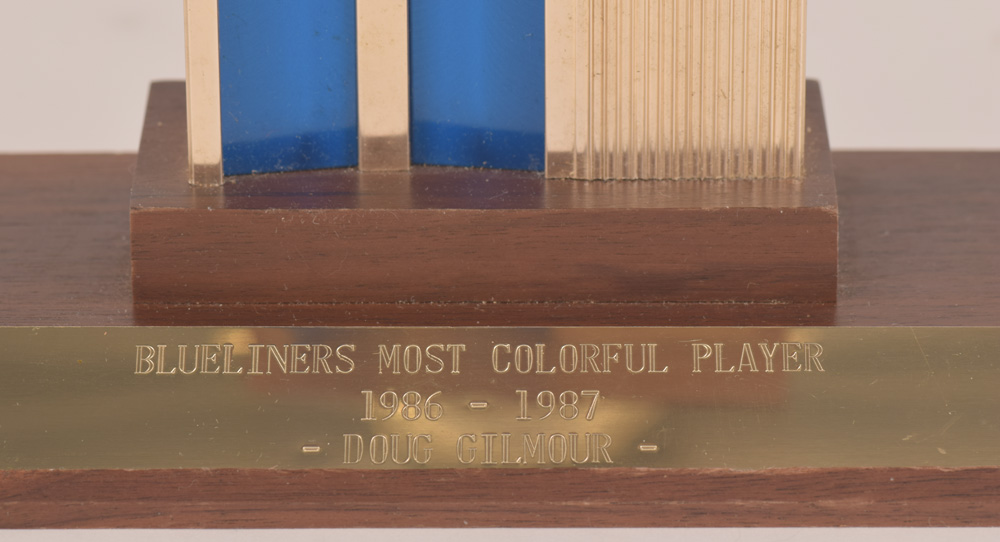 BLUELINERS MOST COLORFUL PLAYER
1986 - 1987
- DOUG GILMOUR -